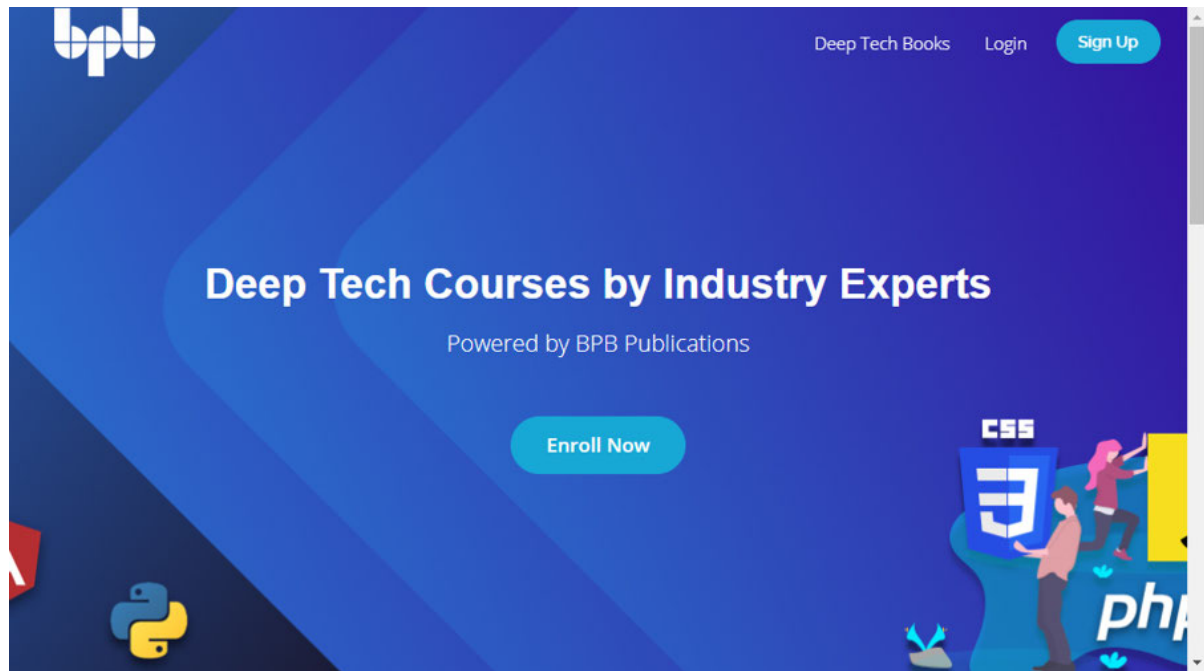 bpb
Deep Tech Books Login Sign Up
Deep Tech Courses by Industry Experts
Powered by BPB Publications
Enroll Now
CSS
3
php